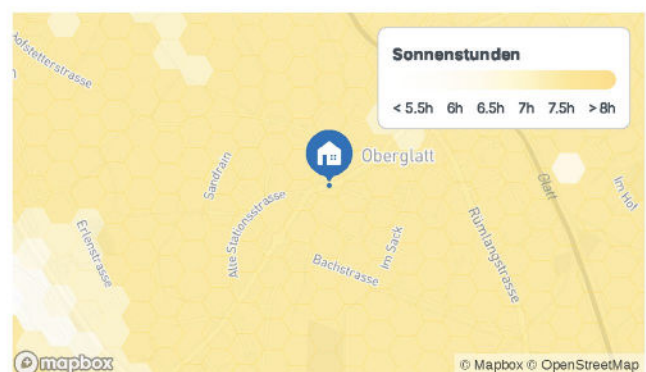 Hofstetterstrasse
Sonnenstunden
< 5.5h 6h 6.5h 7h 7.5h > 8h
Oberglatt
Sandrain
Alte Stationsstrasse
Glatt
Im Hof
Erlenstrasse
Bachstrasse
Im Sack
Rümlangstrasse
mapbox
© Mapbox © OpenStreetMap